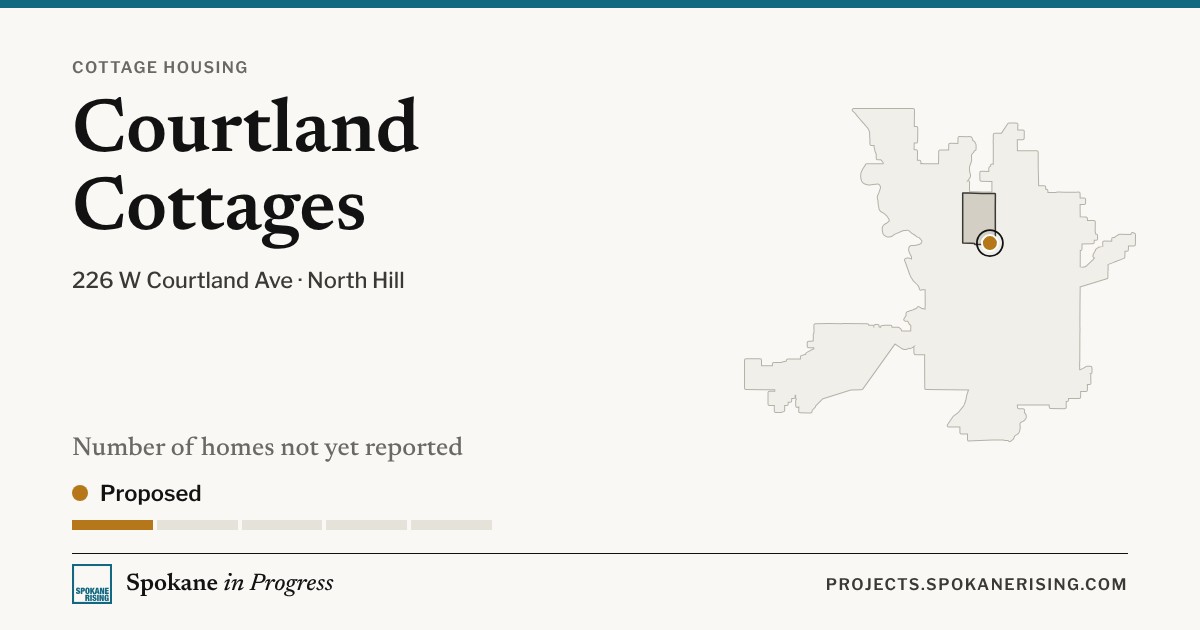 COTTAGE HOUSING
Courtland
Cottages
226 W Courtland Ave · North Hill
Number of homes not yet reported
Proposed
SPOKANE
RISING
Spokane in Progress
PROJECTS.SPOKANERISING.COM